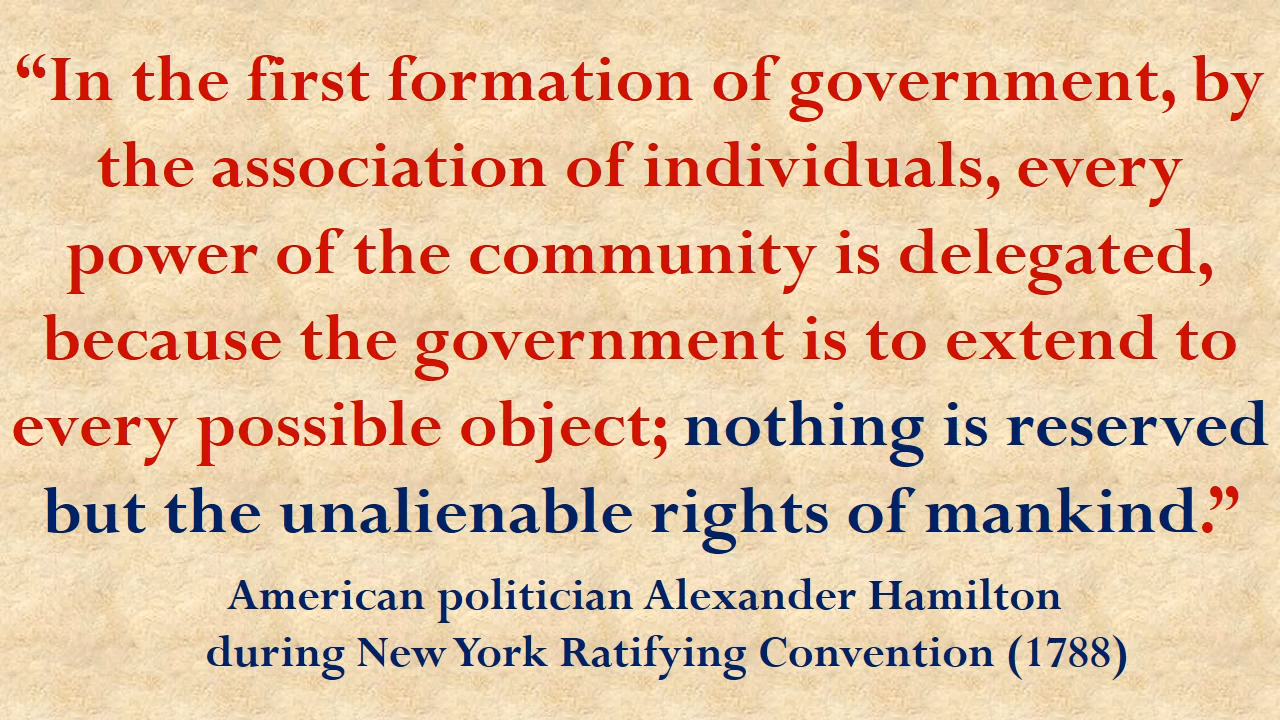 “In the first formation of government, by
the association of individuals, every
power of the community is delegated,
because the government is to extend to
every possible object; nothing is reserved
but the unalienable rights of mankind.”
American politician Alexander Hamilton
during New York Ratifying Convention (1788)